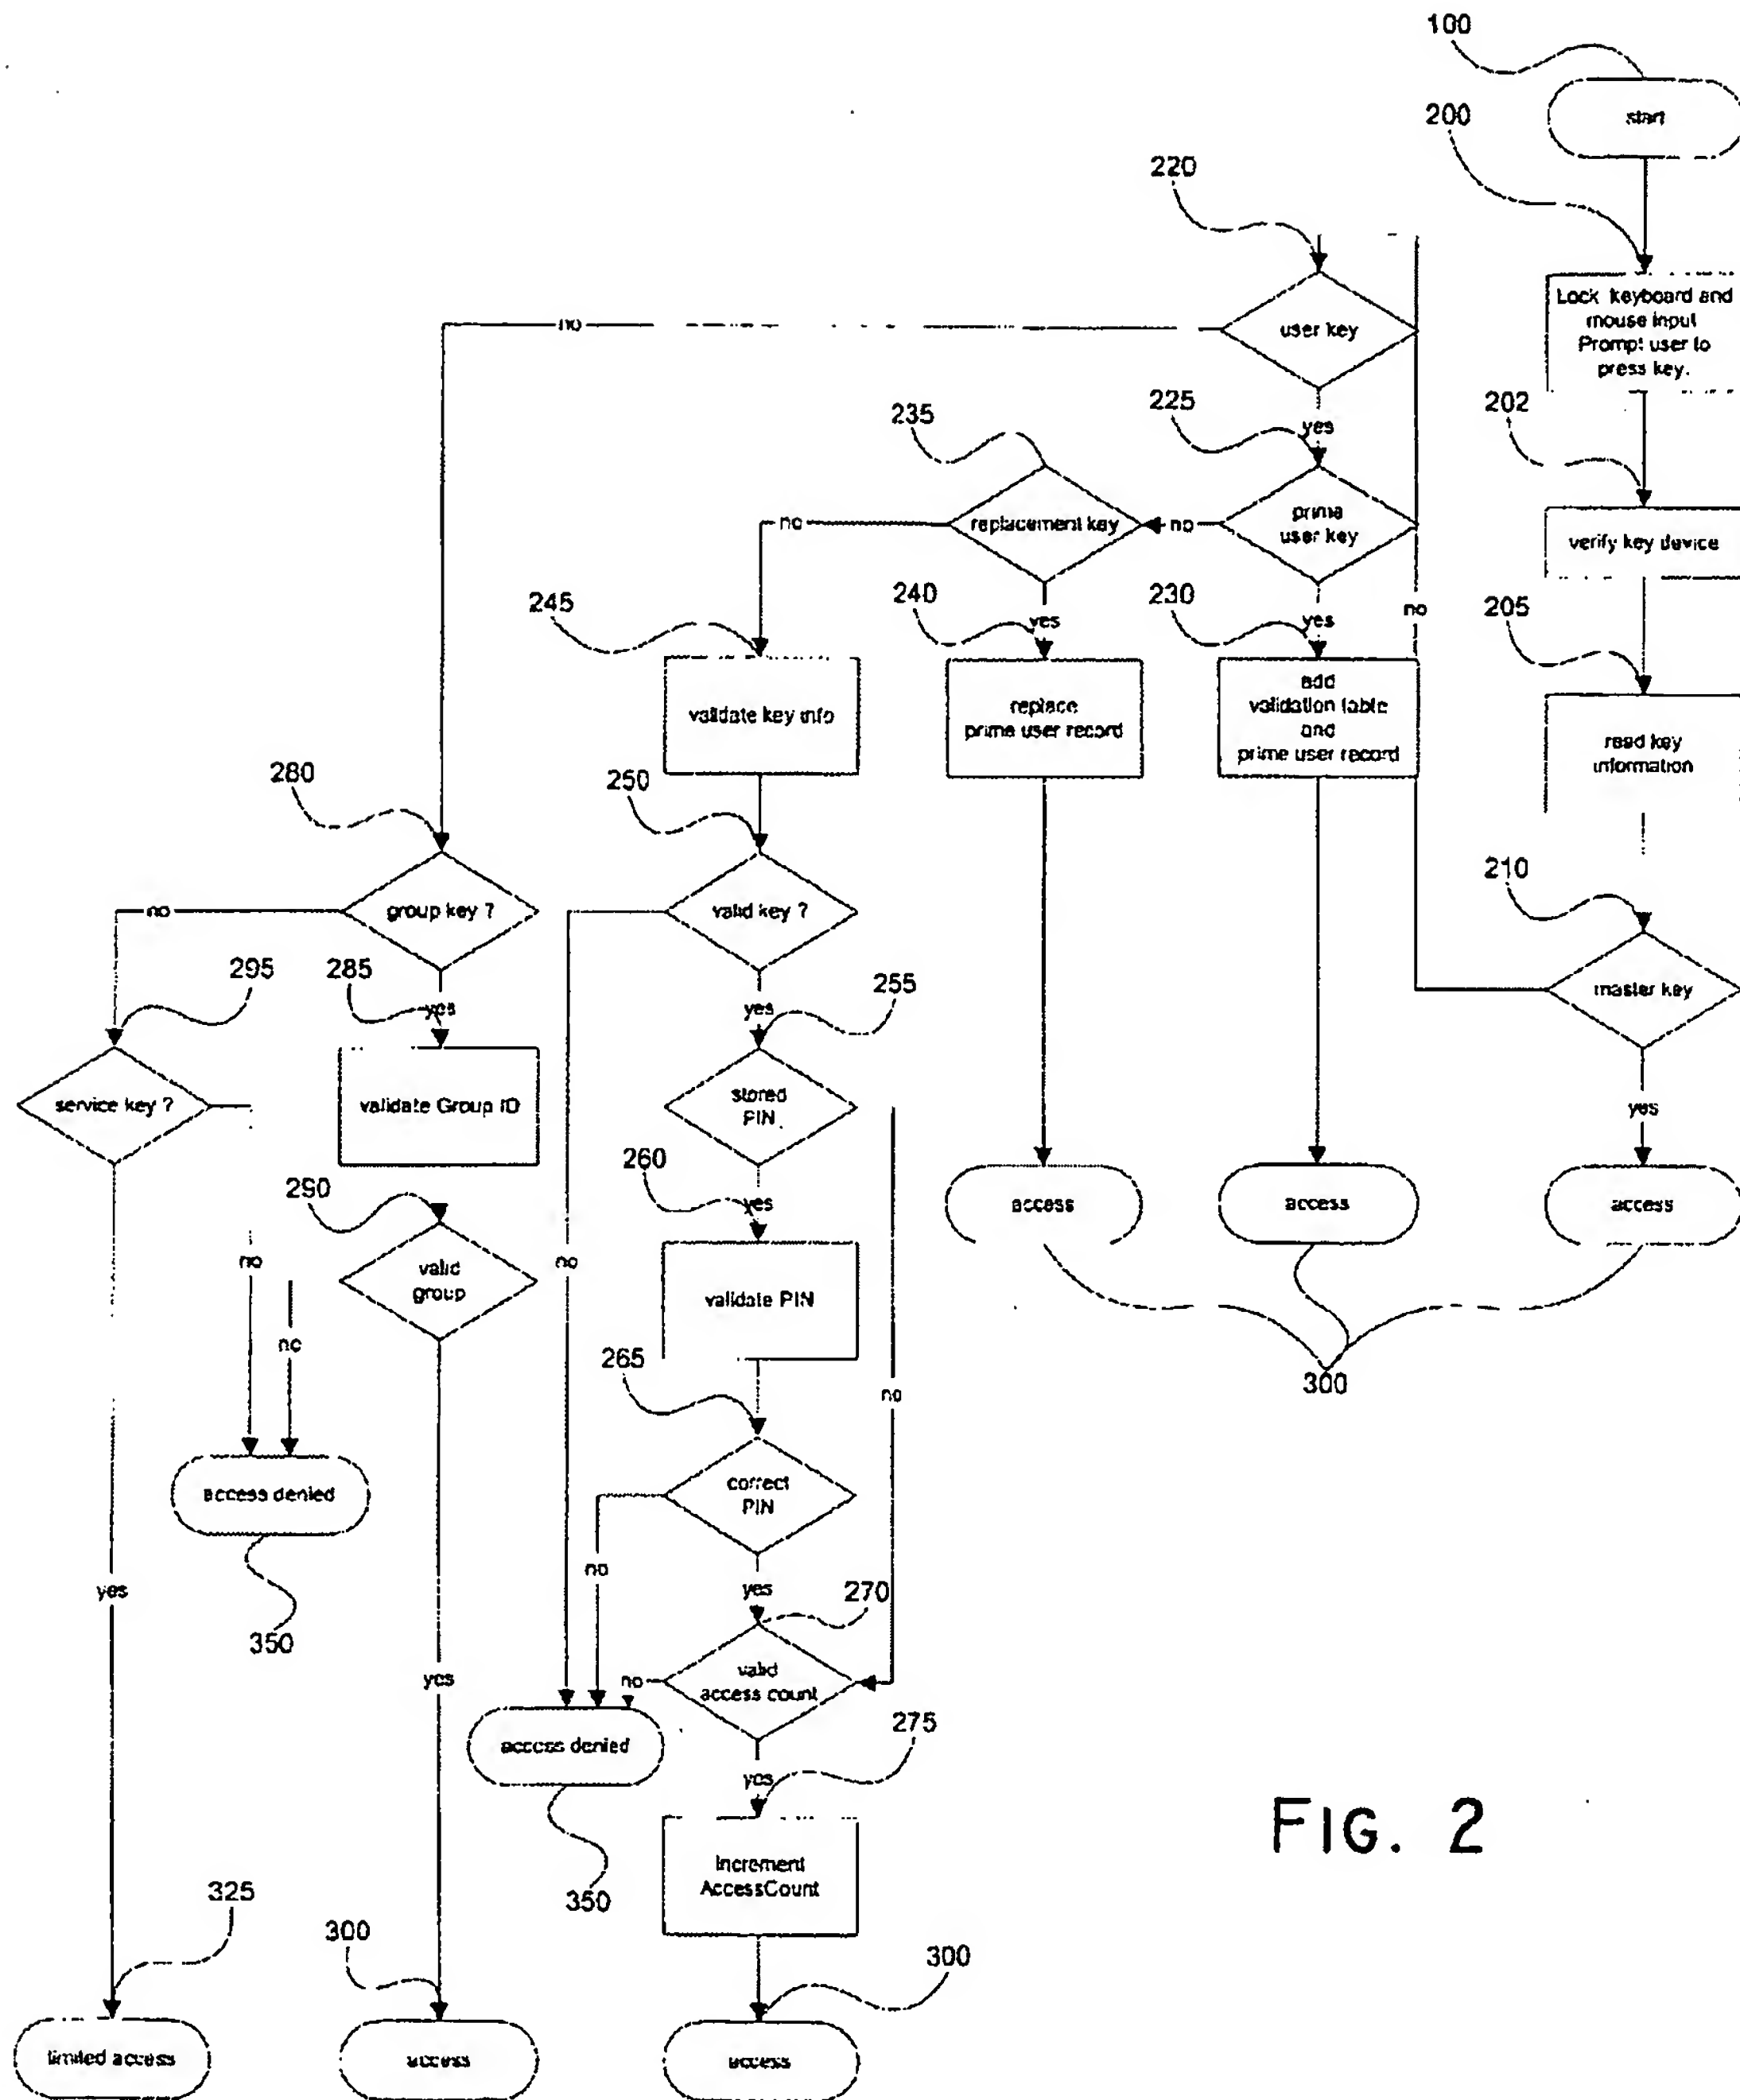 100
start
200
220
Lock keyboard and
mouse input
Prompt user to
press key.
no
user key
202
235
225
yes
replacement key
no
no
prime
user key
verify key device
245
240
230
no
205
yes
yes
validate key info
replace
prime user record
add
validation table
and
prime user record
read key
information
280
250
210
no
group key ?
valid key ?
master key
295
285
255
yes
yes
service key ?
validate Group ID
stored
PIN
yes
260
290
yes
access
access
access
no
valid
group
no
validate PIN
no
265
no
300
correct
PIN
access denied
no
yes
yes
270
350
yes
no
valid
access count
275
access denied
yes
350
Increment
AccessCount
FIG. 2
325
300
300
limited access
access
access